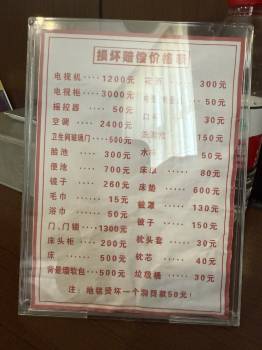 损坏赔偿价格表
电视机 ···· 1200元
电视柜 ···· 3000元
摇控器 ···· 50元
空调 ···· 2400元
卫生间玻璃门 ···· 500元
脸池 ···· 300元
便池 ···· 700元
镜子 ···· 260元
毛巾 ···· 15元
浴巾 ···· 50元
门、门锁 ···· 1300元
床头柜 ···· 200元
床 ···· 500元
背景墙软包 ···· 500元
300元
50元
30元
150元
50元
80元
床垫 ···· 600元
被罩 ···· 130元
被子 ···· 150元
枕头套 ···· 30元
枕芯 ···· 40元
垃圾桶 ···· 30元
注：地毯烫坏一个洞赔款50元！